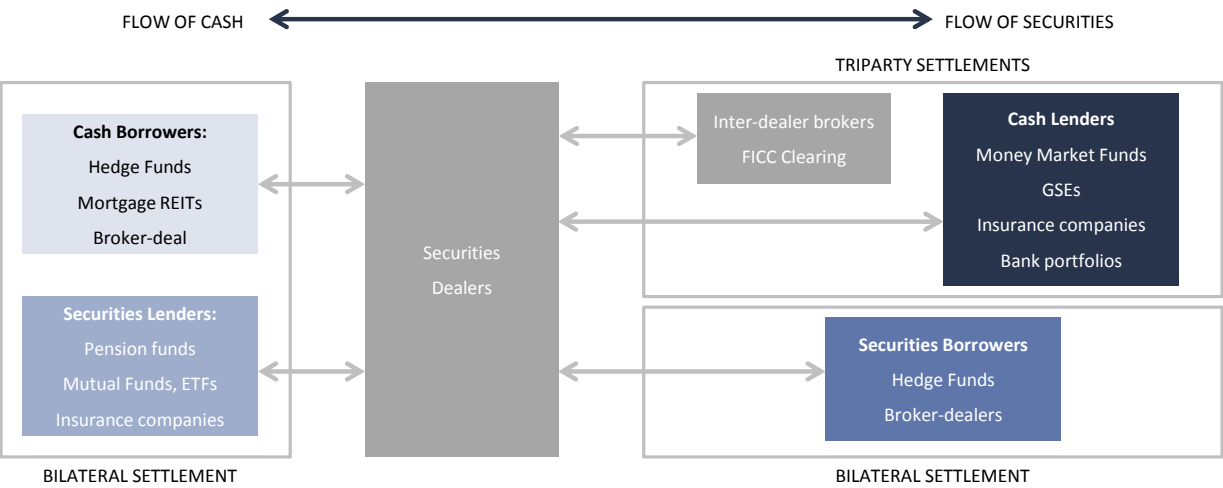 FLOW OF CASH
FLOW OF SECURITIES
TRIPARTY SETTLEMENTS
Cash Borrowers:
Hedge Funds
Mortgage REITs
Broker-deal
Securities Lenders:
Pension funds
Mutual Funds, ETFs
Insurance companies
BILATERAL SETTLEMENT
Securities
Dealers
Inter-dealer brokers
FICC Clearing
Cash Lenders
Money Market Funds
GSEs
Insurance companies
Bank portfolios
Securities Borrowers
Hedge Funds
Broker-dealers
BILATERAL SETTLEMENT